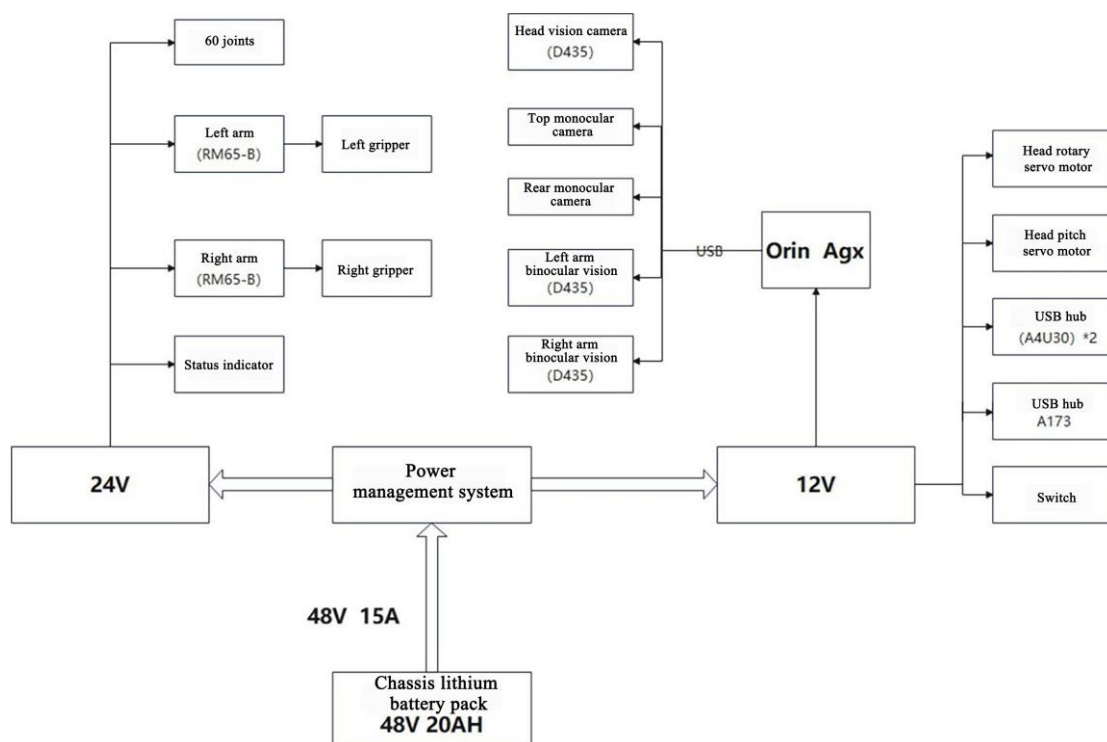 60 joints
Left arm
(RM65-B)
Left gripper
Right arm
(RM65-B)
Right gripper
Status indicator
Head vision camera
(D435)
Top monocular
camera
Rear monocular
camera
Left arm
binocular vision
(D435)
Right arm
binocular vision
(D435)
USB
Orin Agx
Head rotary
servo motor
Head pitch
servo motor
USB hub
(A4U30) *2
USB hub
A173
Switch
24V
Power
management system
12V
48V 15A
Chassis lithium
battery pack
48V 20AH